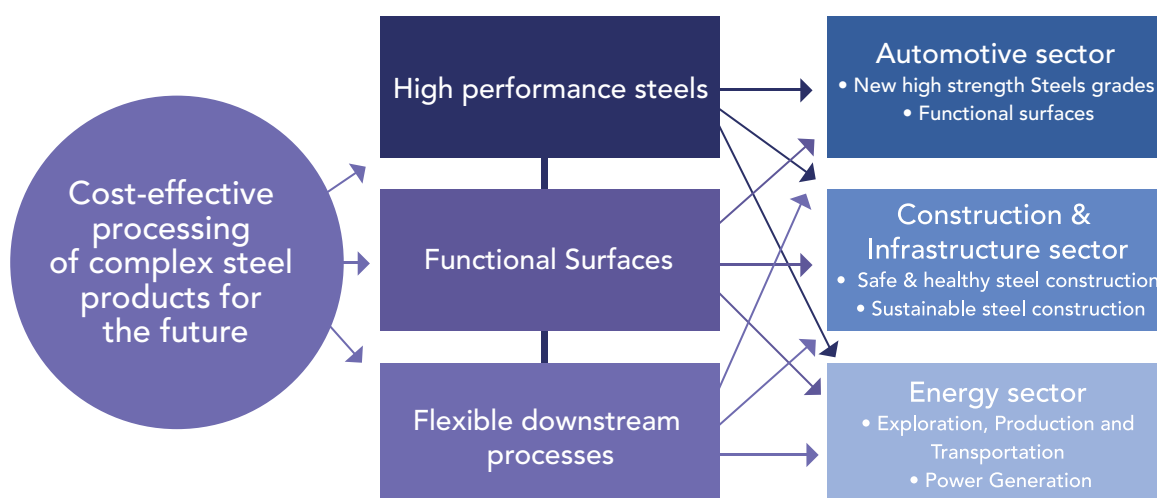 Cost-effective
processing
of complex steel
products for
the future
High performance steels
Functional Surfaces
Flexible downstream
processes
Automotive sector
• New high strength Steels grades
• Functional surfaces
Construction &
Infrastructure sector
• Safe & healthy steel construction
• Sustainable steel construction
Energy sector
• Exploration, Production and
Transportation
• Power Generation